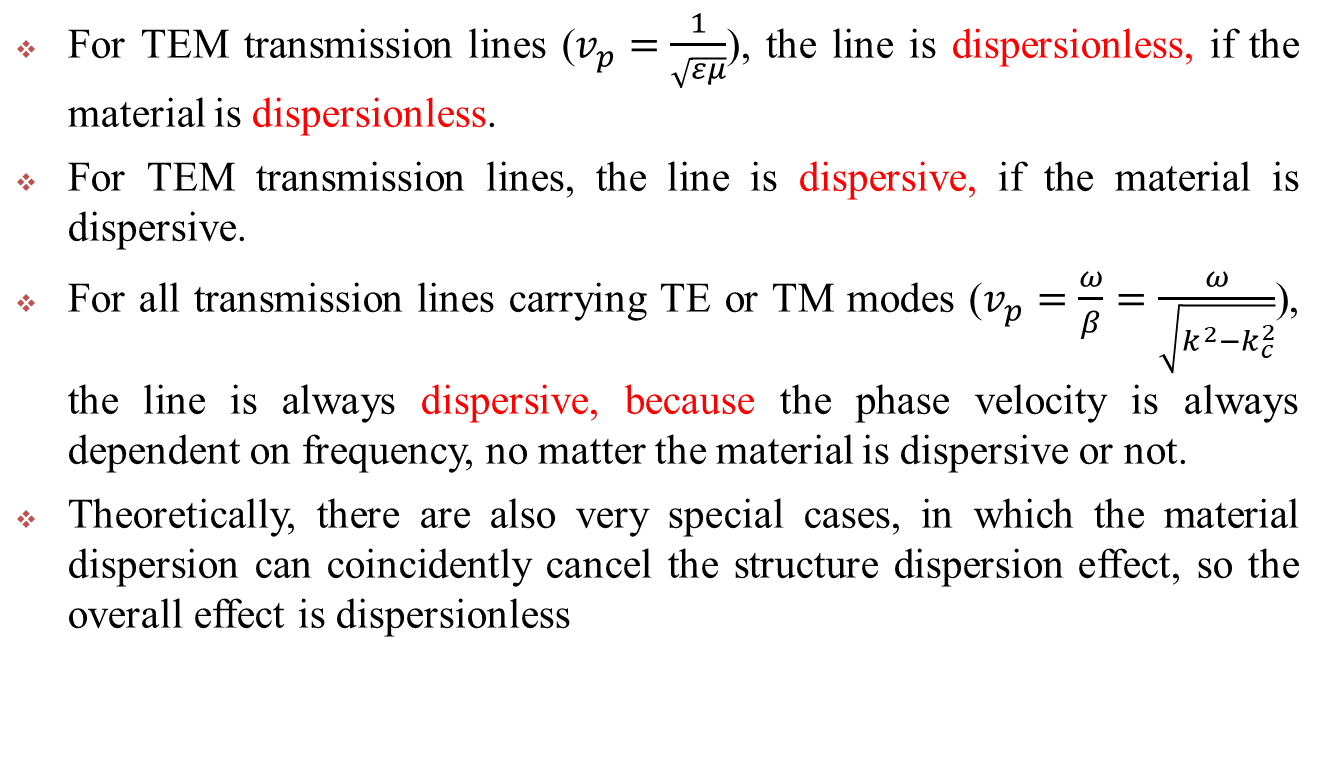 ❖ For TEM transmission lines (𝑣ₚ = 1/√(εμ)), the line is dispersionless, if the
material is dispersionless.
❖ For TEM transmission lines, the line is dispersive, if the material is
dispersive.
❖ For all transmission lines carrying TE or TM modes (𝑣ₚ = ω/β = ω/√(k²−k_c²)),
the line is always dispersive, because the phase velocity is always
dependent on frequency, no matter the material is dispersive or not.
❖ Theoretically, there are also very special cases, in which the material
dispersion can coincidently cancel the structure dispersion effect, so the
overall effect is dispersionless